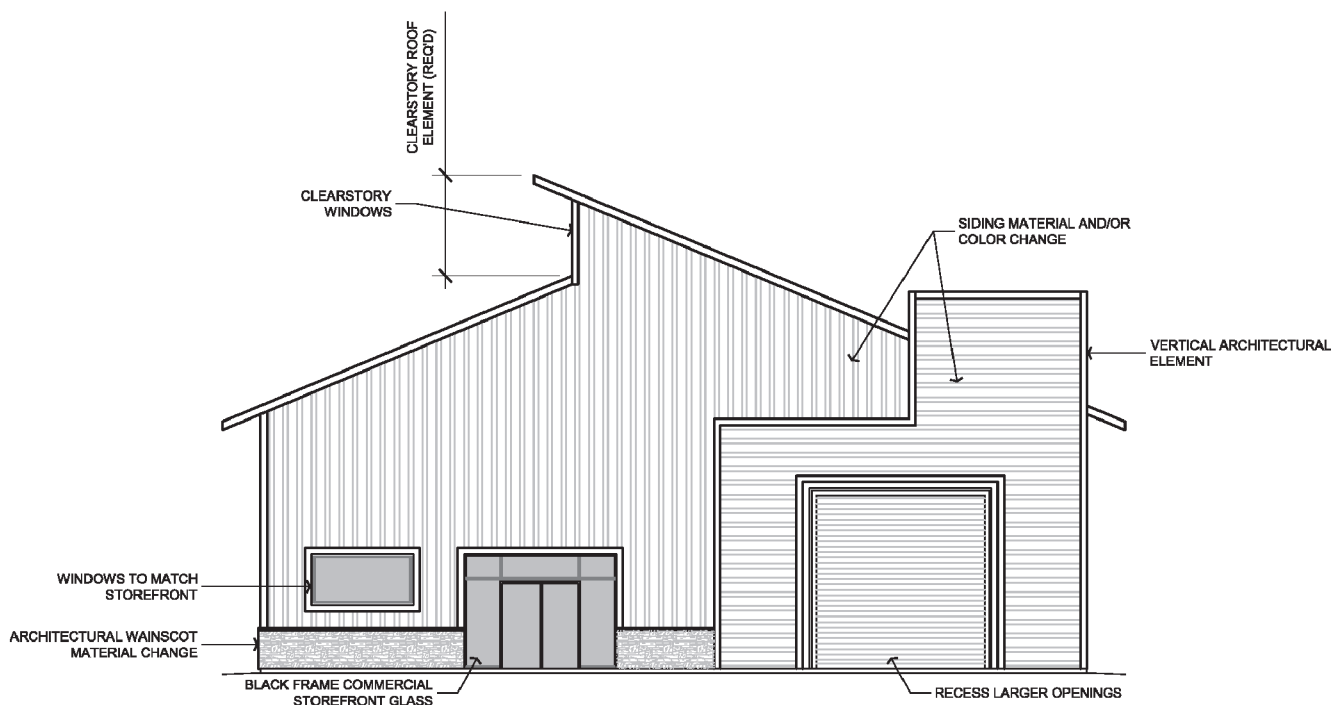 CLEARSTORY ROOF
ELEMENT (REQ'D)
CLEARSTORY
WINDOWS
SIDING MATERIAL AND/OR
COLOR CHANGE
VERTICAL ARCHITECTURAL
ELEMENT
WINDOWS TO MATCH
STOREFRONT
ARCHITECTURAL WAINSCOT
MATERIAL CHANGE
BLACK FRAME COMMERCIAL
STOREFRONT GLASS
RECESS LARGER OPENINGS